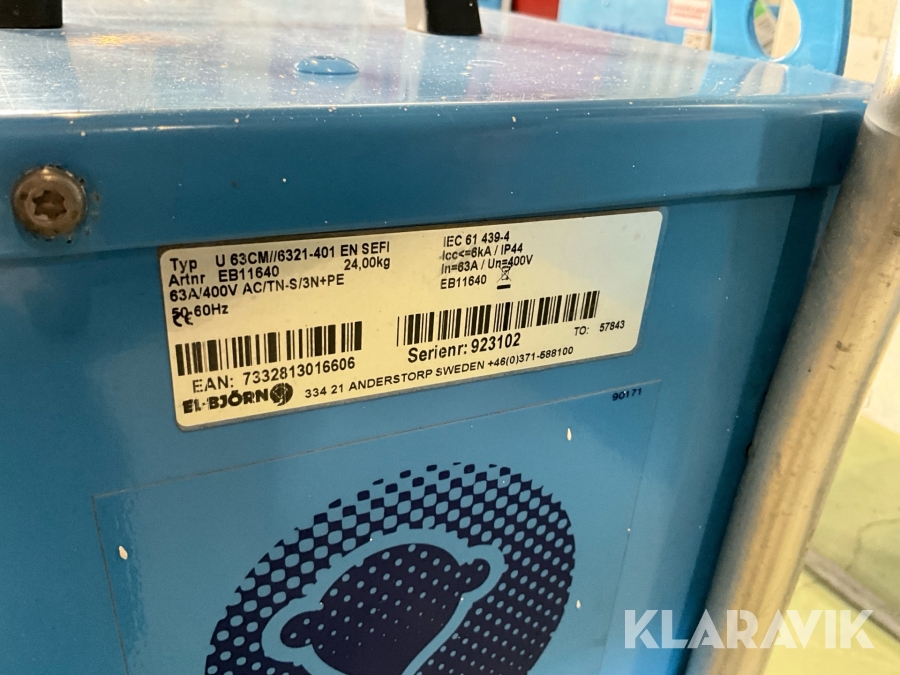 Typ U 63CM//6321-401 EN SEFI
Artnr EB11640 24,00kg
63A/400V AC/TN-S/3N+PE
50-60Hz
CE
IEC 61 439-4
Icc<=6kA / IP44
In=63A / Un=400V
EB11640
EAN: 7332813016606
Serienr: 923102
TO: 57843
EL-BJÖRN
334 21 ANDERSTORP SWEDEN +46(0)371-588100
90171
KLARAVIK